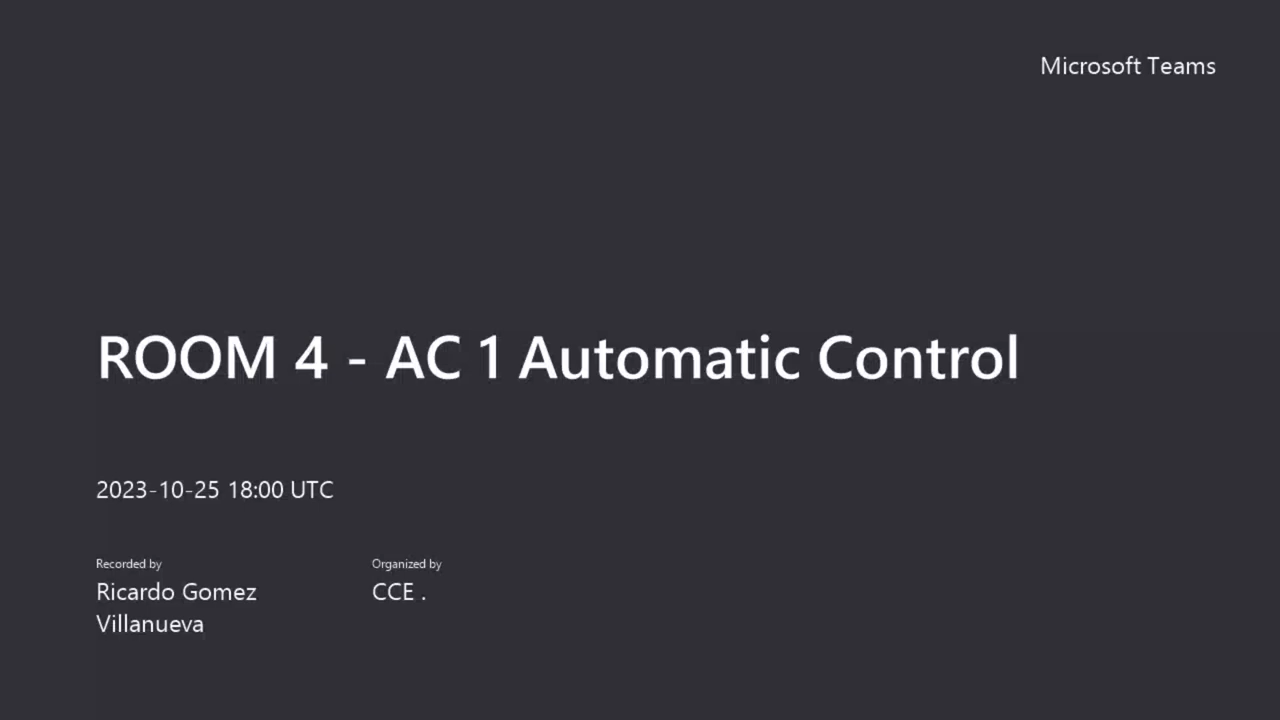 Microsoft Teams
ROOM 4 - AC 1 Automatic Control
2023-10-25 18:00 UTC
Recorded by
Ricardo Gomez
Villanueva
Organized by
CCE .